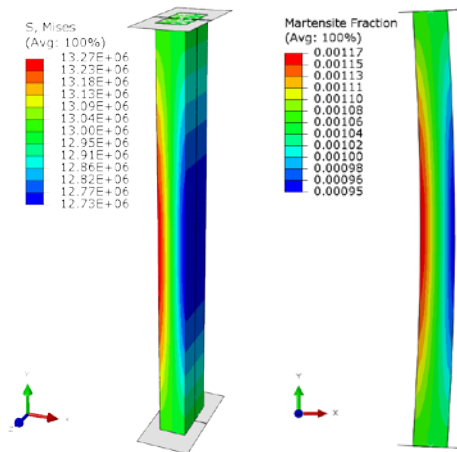 S, Mises
(Avg: 100%)
13.27E+06
13.23E+06
13.18E+06
13.13E+06
13.09E+06
13.04E+06
13.00E+06
12.95E+06
12.91E+06
12.86E+06
12.82E+06
12.77E+06
12.73E+06
Martensite Fraction
(Avg: 100%)
0.00117
0.00115
0.00113
0.00111
0.00110
0.00108
0.00106
0.00104
0.00102
0.00100
0.00098
0.00096
0.00095
Z
Y
X